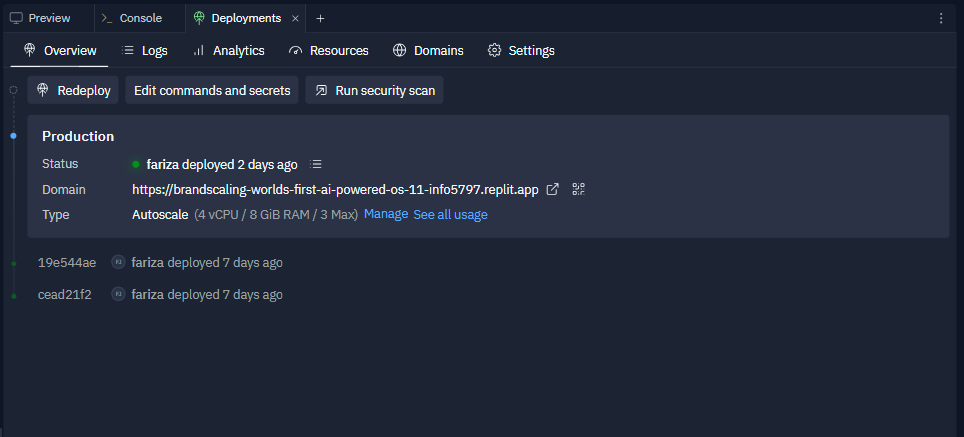 Preview Console Deployments
Overview Logs Analytics Resources Domains Settings
Redeploy Edit commands and secrets Run security scan
Production
Status fariza deployed 2 days ago
Domain https://brandscaling-worlds-first-ai-powered-os-11-info5797.replit.app
Type Autoscale (4 vCPU / 8 GiB RAM / 3 Max) Manage See all usage
19e544ae fariza deployed 7 days ago
cead21f2 fariza deployed 7 days ago